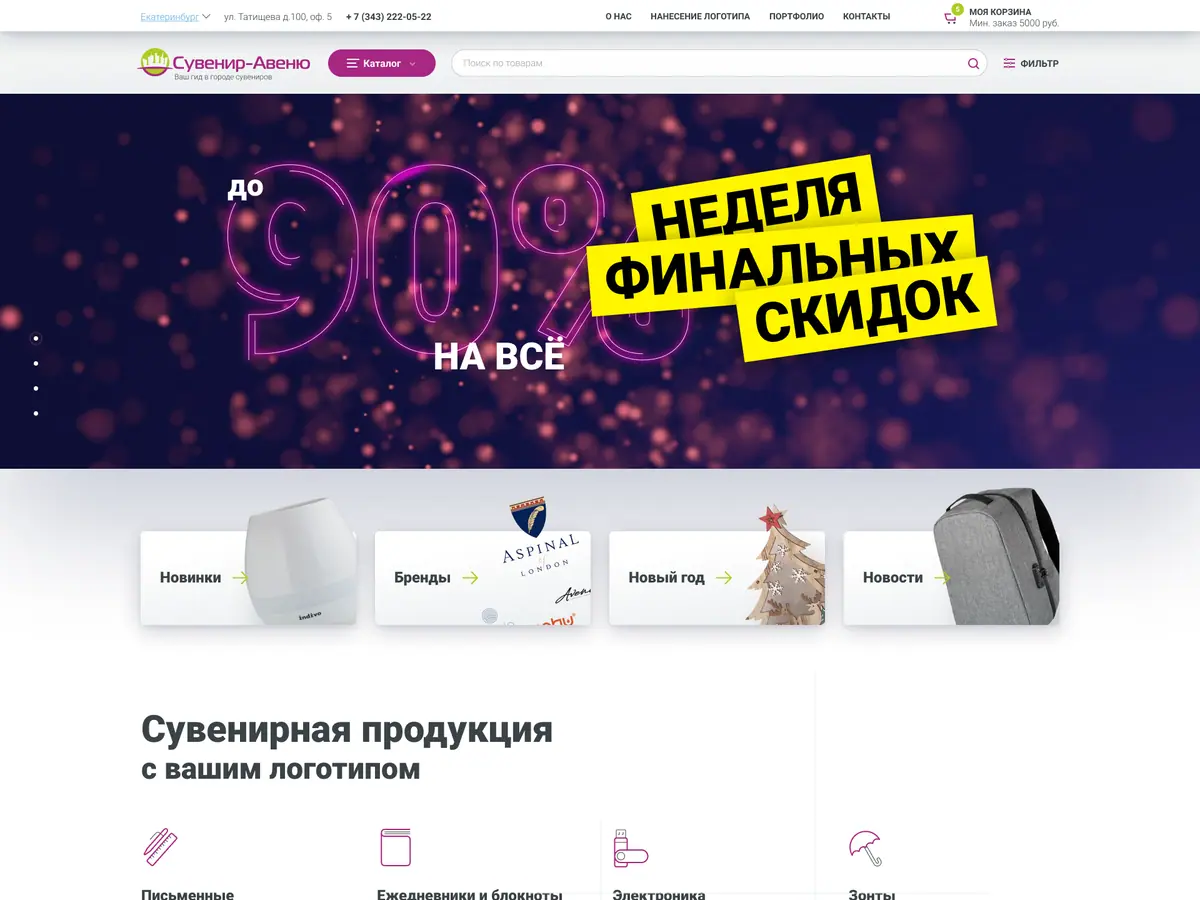 Екатеринбург
ул. Татищева д.100, оф. 5
+ 7 (343) 222-05-22
О НАС
НАНЕСЕНИЕ ЛОГОТИПА
ПОРТФОЛИО
КОНТАКТЫ
5
МОЯ КОРЗИНА
Мин. заказ 5000 руб.
Сувенир-Авеню
Ваш гид в городе сувениров
Каталог
Поиск по товарам
ФИЛЬТР
ДО
90%
НА ВСЁ
НЕДЕЛЯ
ФИНАЛЬНЫХ
СКИДОК
Новинки
indivo
Бренды
ASPINAL
OF
LONDON
Новый год
Новости
Сувенирная продукция
с вашим логотипом
Письменные
Ежедневники и блокноты
Электроника
Зонты